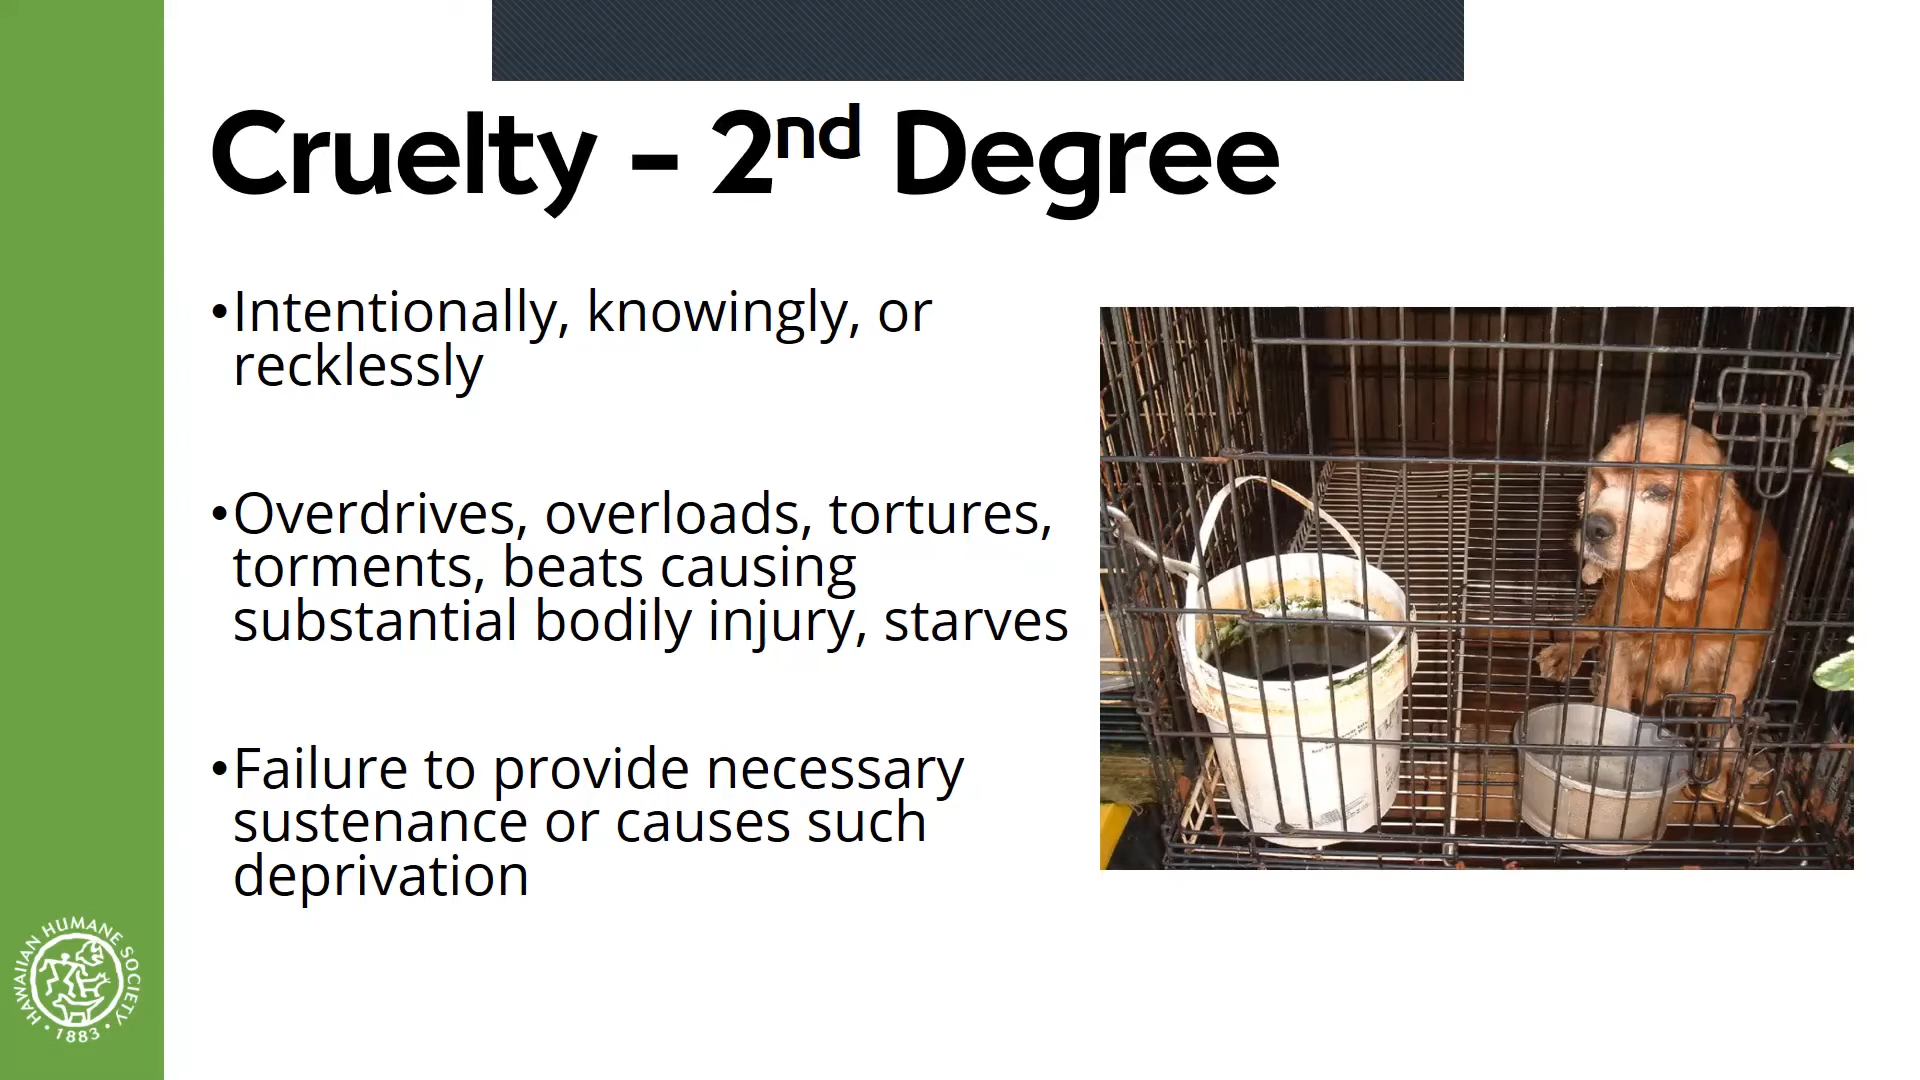 Cruelty - 2nd Degree
•Intentionally, knowingly, or
recklessly
•Overdrives, overloads, tortures,
torments, beats causing
substantial bodily injury, starves
•Failure to provide necessary
sustenance or causes such
deprivation
HAWAIIAN HUMANE SOCIETY
• 1883 •